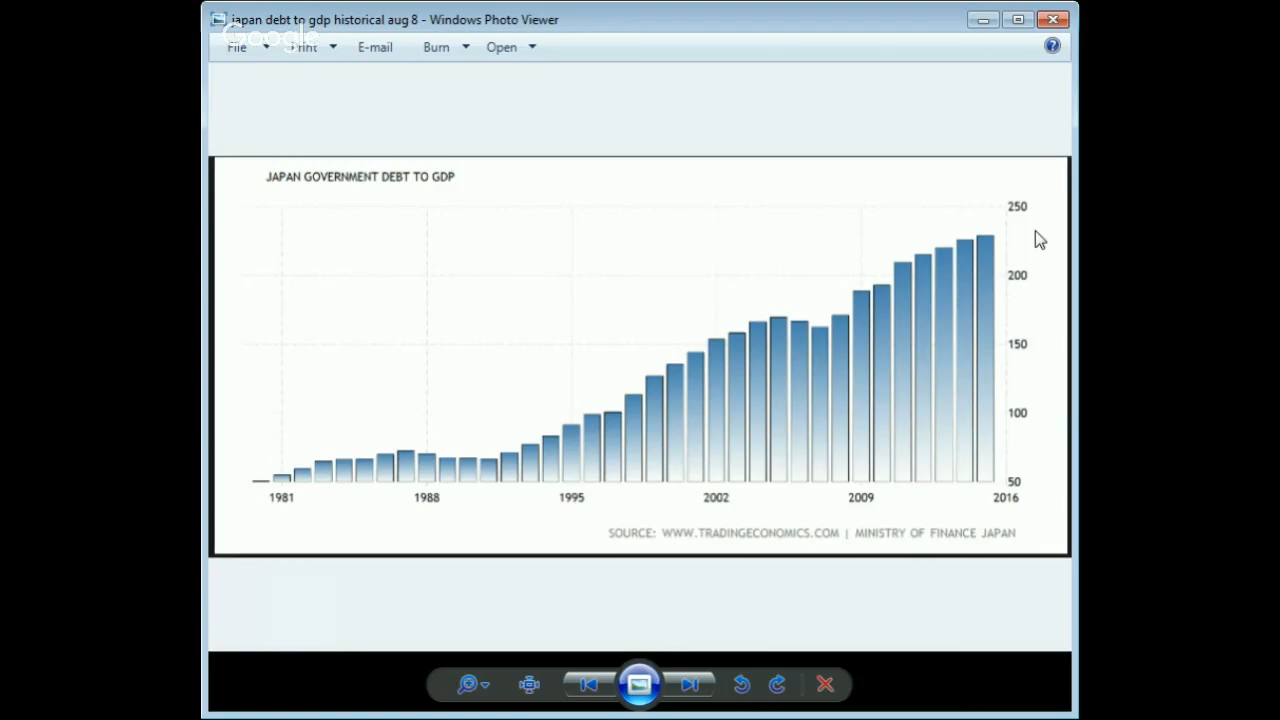 japan debt to gdp historical aug 8 - Windows Photo Viewer
Google
File Print E-mail Burn Open
JAPAN GOVERNMENT DEBT TO GDP
250
200
150
100
50
1981 1988 1995 2002 2009 2016
SOURCE: WWW.TRADINGECONOMICS.COM | MINISTRY OF FINANCE JAPAN